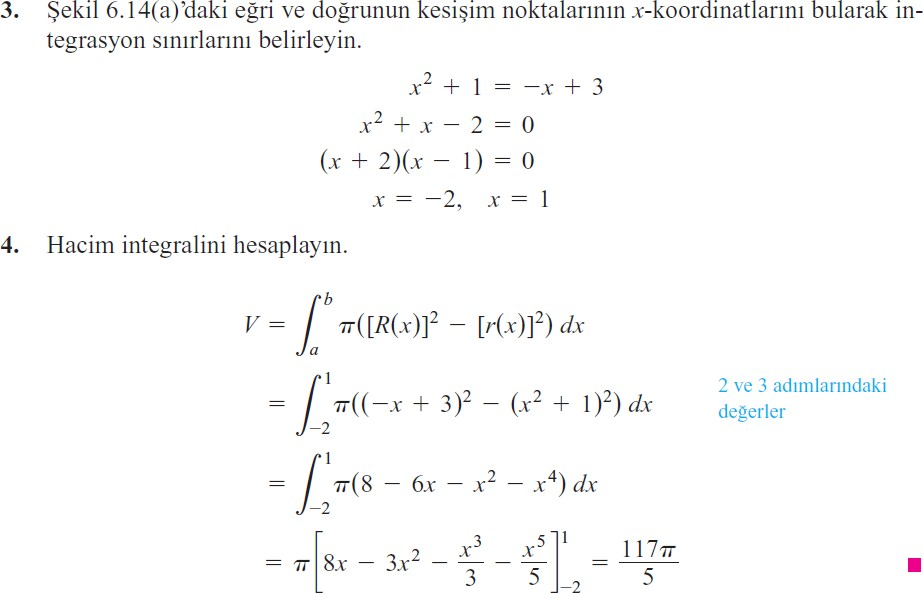 3. Şekil 6.14(a)'daki eğri ve doğrunun kesişim noktalarının x-koordinatlarını bularak in-
tegrasyon sınırlarını belirleyin.
x² + 1 = −x + 3
x² + x − 2 = 0
(x + 2)(x − 1) = 0
x = −2, x = 1
4. Hacim integralini hesaplayın.
V = ∫_a^b π([R(x)]² − [r(x)]²) dx
= ∫_{−2}^1 π((−x + 3)² − (x² + 1)²) dx
2 ve 3 adımlarındaki
değerler
= ∫_{−2}^1 π(8 − 6x − x² − x⁴) dx
= π[8x − 3x² − x³/3 − x⁵/5]_{−2}^1 = 117π/5